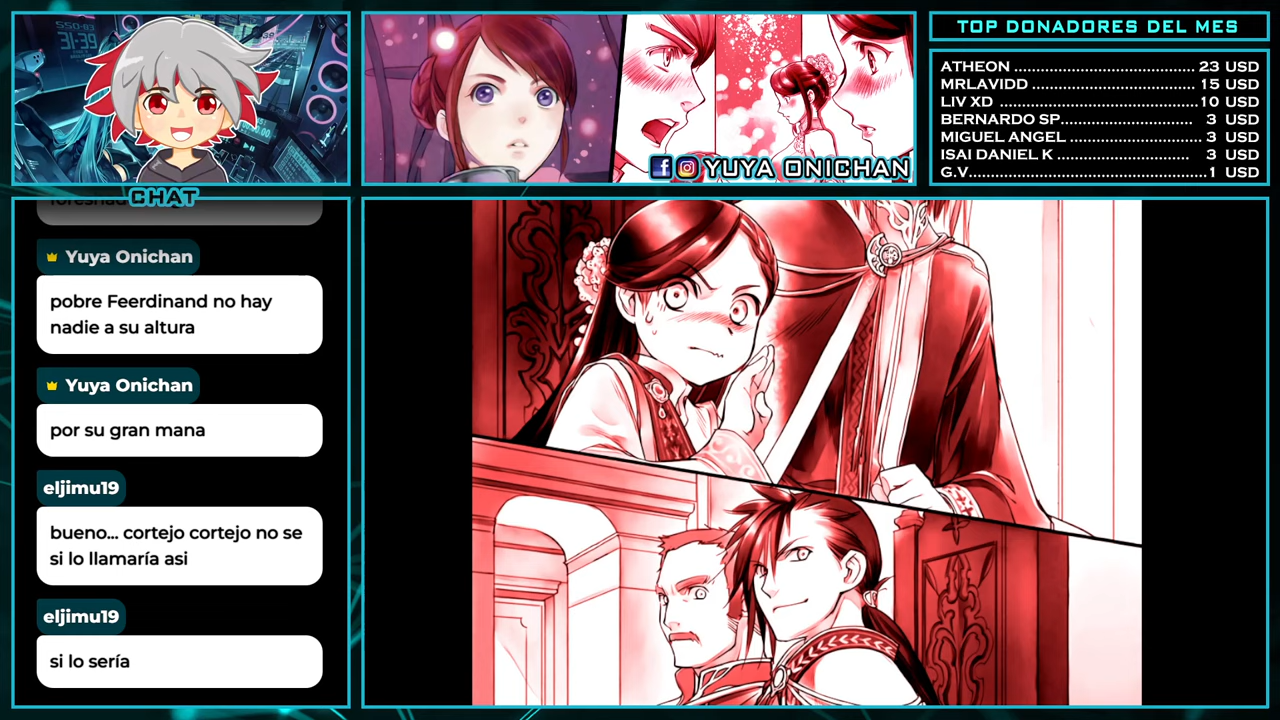 TOP DONADORES DEL MES
ATHEON ........................................ 23 USD
MRLAVIDD .................................... 15 USD
LIV XD ..........................................10 USD
BERNARDO SP............................. 3 USD
MIGUEL ANGEL ............................. 3 USD
ISAI DANIEL K ............................. 3 USD
G.V...................................................1 USD
YUYA ONICHAN
CHAT
Yuya Onichan
pobre Feerdinand no hay
nadie a su altura
Yuya Onichan
por su gran mana
eljimu19
bueno... cortejo cortejo no se
si lo llamaría asi
eljimu19
si lo sería